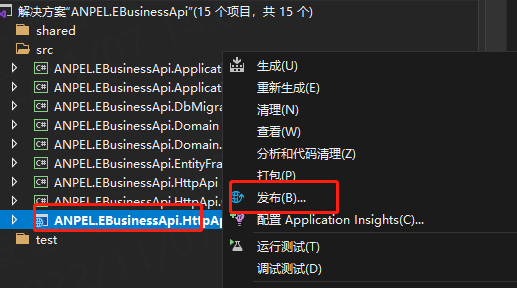 解决方案"ANPEL.EBusinessApi"(15 个项目，共 15 个)
shared
src
ANPEL.EBusinessApi.Applicatio
ANPEL.EBusinessApi.Applicatio
ANPEL.EBusinessApi.DbMigra
ANPEL.EBusinessApi.Domain
ANPEL.EBusinessApi.Domain.
ANPEL.EBusinessApi.EntityFra
ANPEL.EBusinessApi.HttpApi
ANPEL.EBusinessApi.HttpApi.
ANPEL.EBusinessApi.HttpAp
test
生成(U)
重新生成(E)
清理(N)
查看(W)
分析和代码清理(Z)
打包(P)
发布(B)...
配置 Application Insights(C)...
运行测试(T)
调试测试(D)